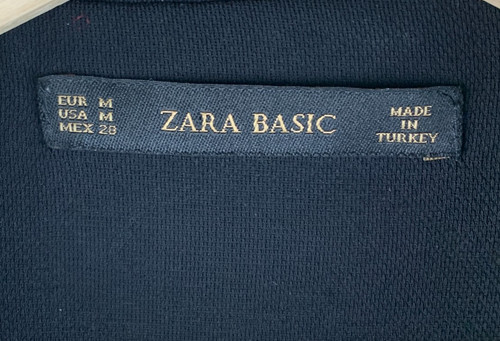 EUR M
USA M
MEX 28
ZARA BASIC
MADE
IN
TURKEY